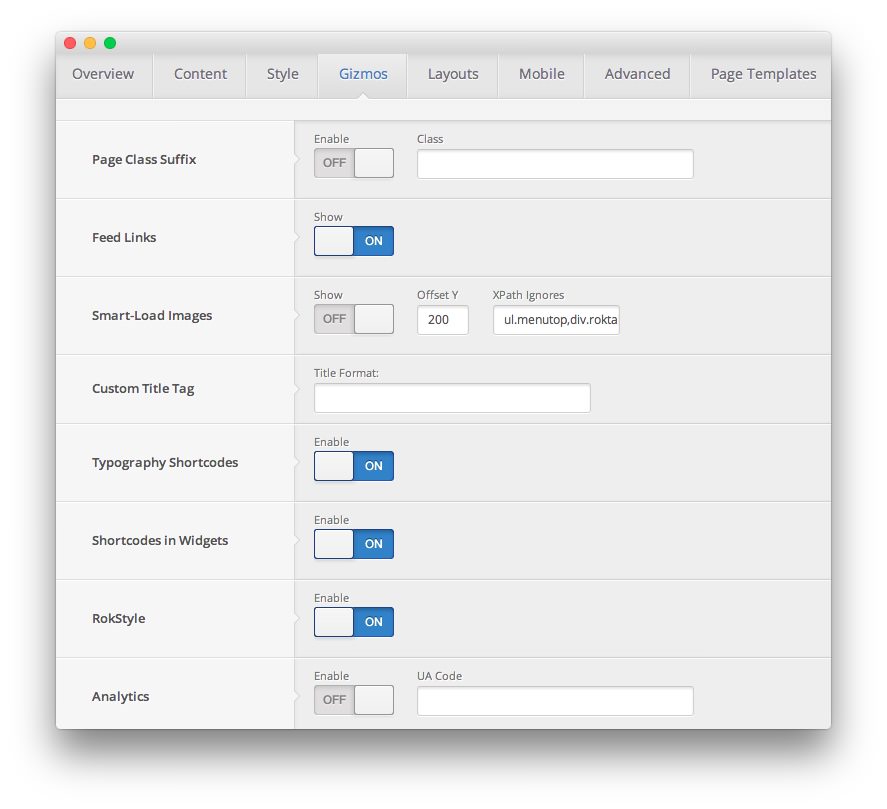 Overview Content Style Gizmos Layouts Mobile Advanced Page Templates
Page Class Suffix
Enable Class
OFF
Feed Links
Show
ON
Smart-Load Images
Show Offset Y XPath Ignores
OFF 200 ul.menutop,div.rokta
Custom Title Tag
Title Format:
Typography Shortcodes
Enable
ON
Shortcodes in Widgets
Enable
ON
RokStyle
Enable
ON
Analytics
Enable UA Code
OFF